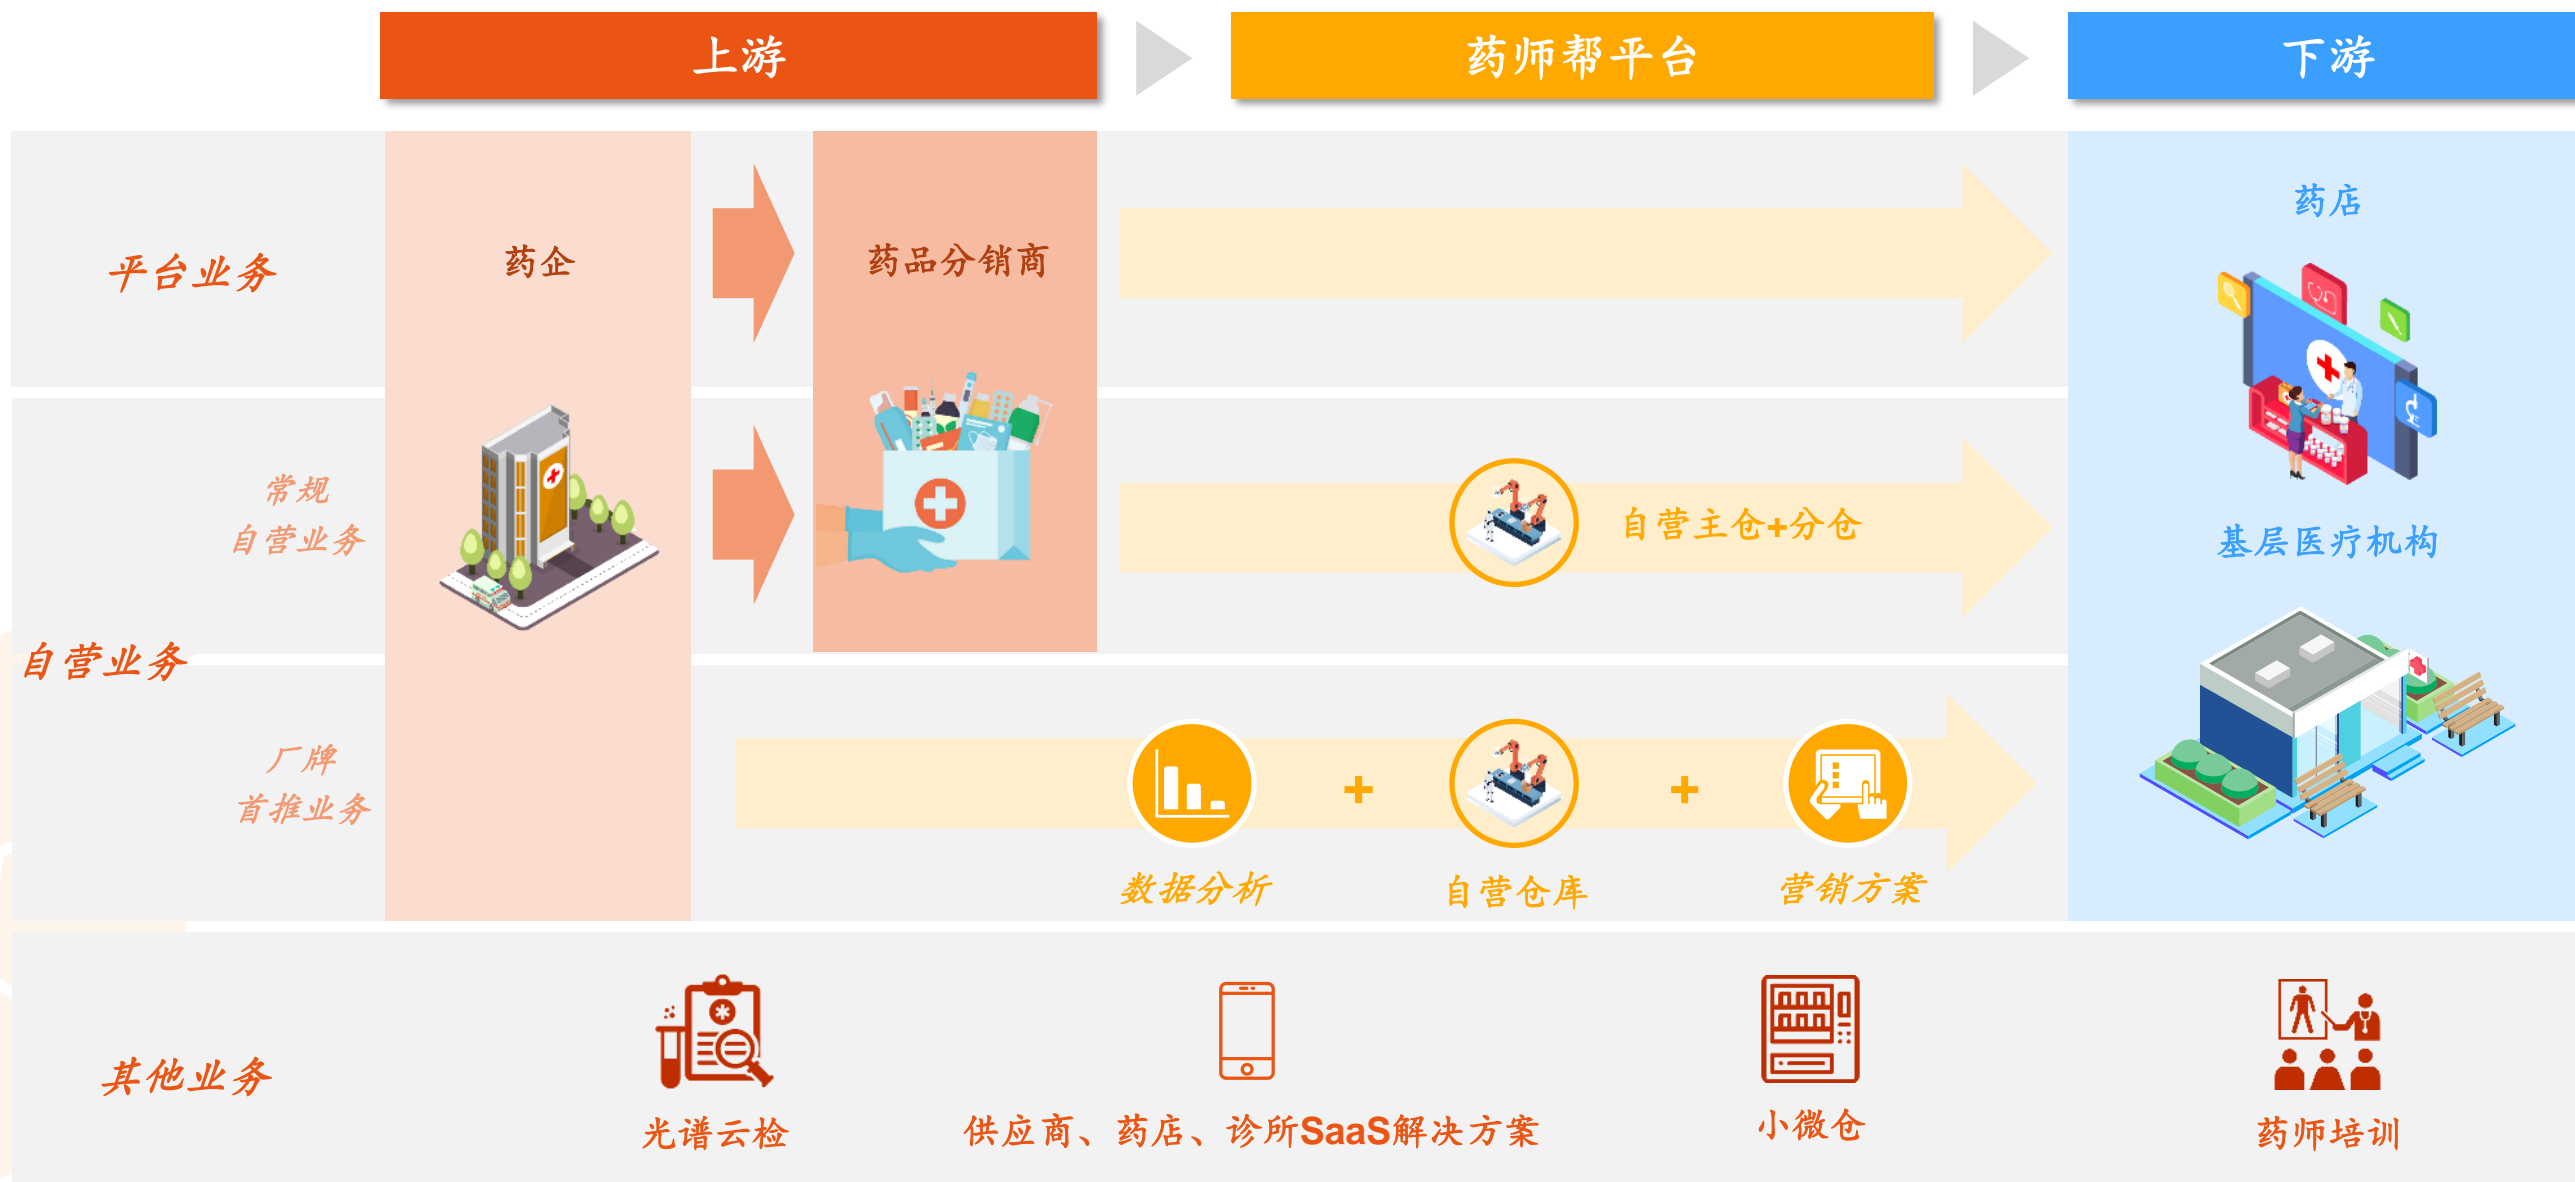 上游
药师帮平台
下游
平台业务
药企
药品分销商
药店
常规
自营业务
自营主仓+分仓
基层医疗机构
自营业务
厂牌
首推业务
+
+
数据分析
自营仓库
营销方案
其他业务
光谱云检
供应商、药店、诊所SaaS解决方案
小微仓
药师培训